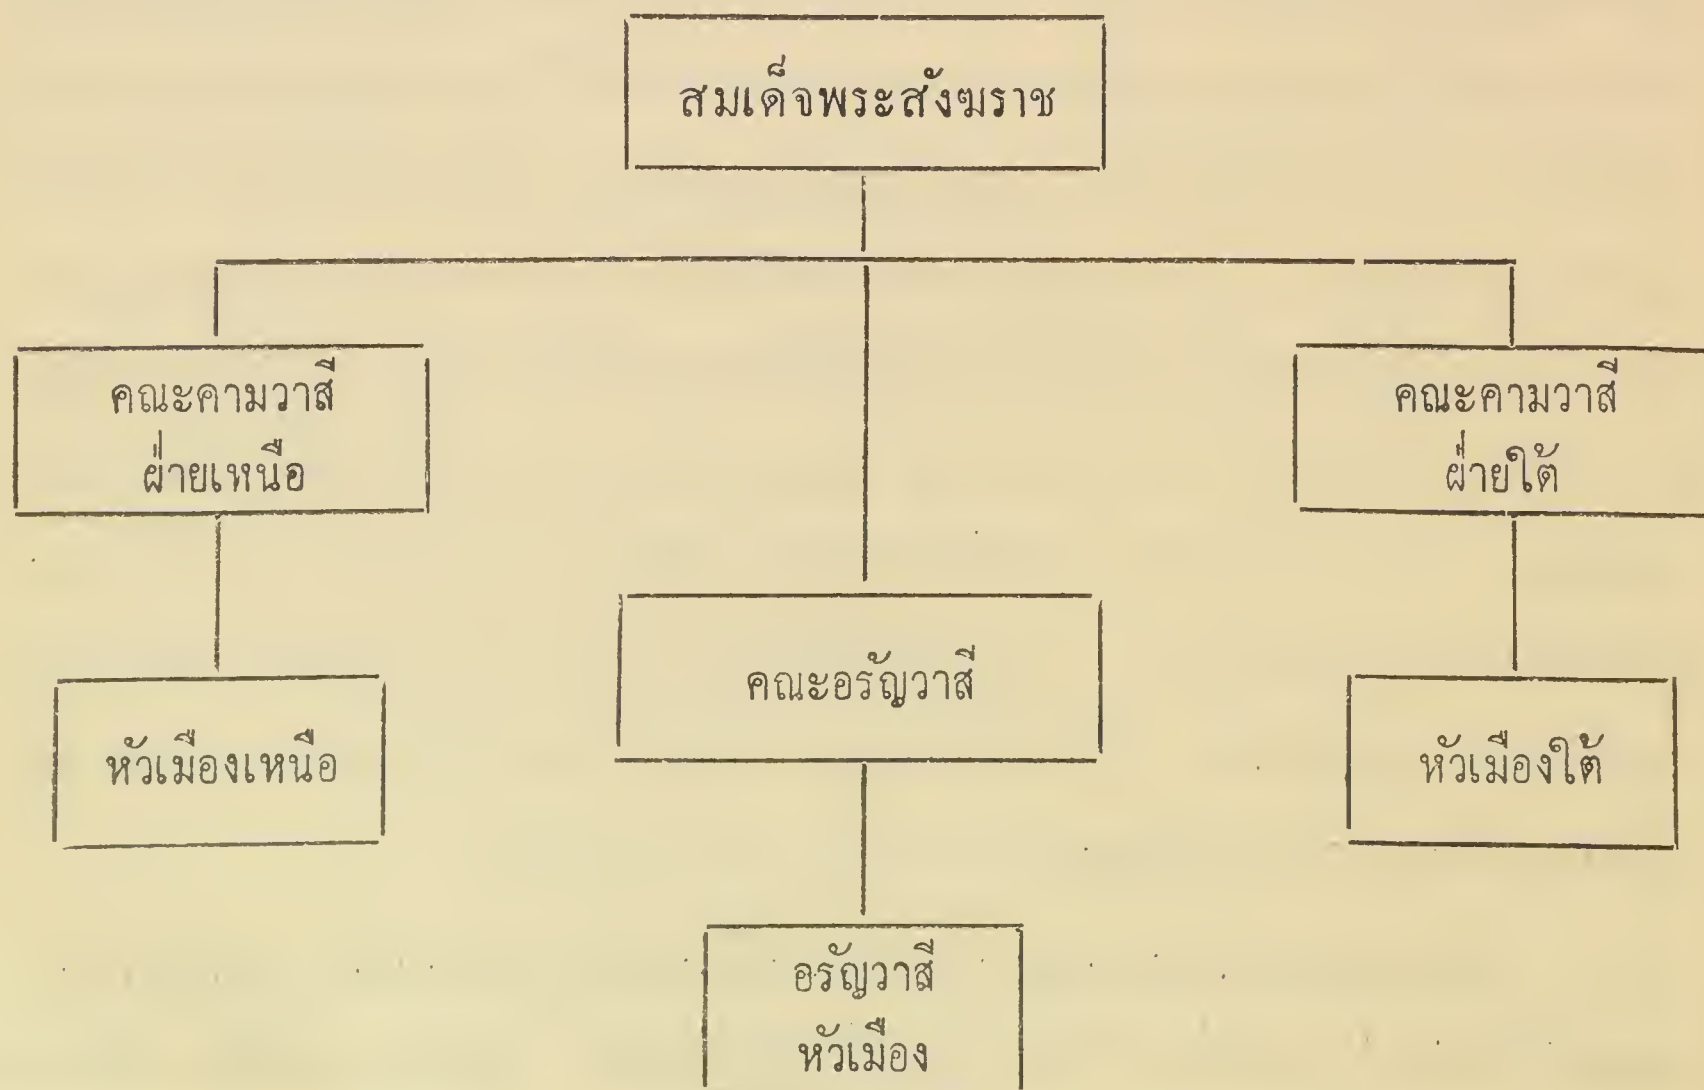 สมเด็จพระสังฆราช
คณะคามวาสี
ฝ่ายเหนือ
คณะคามวาสี
ฝ่ายใต้
คณะอรัญวาสี
หัวเมืองเหนือ
หัวเมืองใต้
อรัญวาสี
หัวเมือง